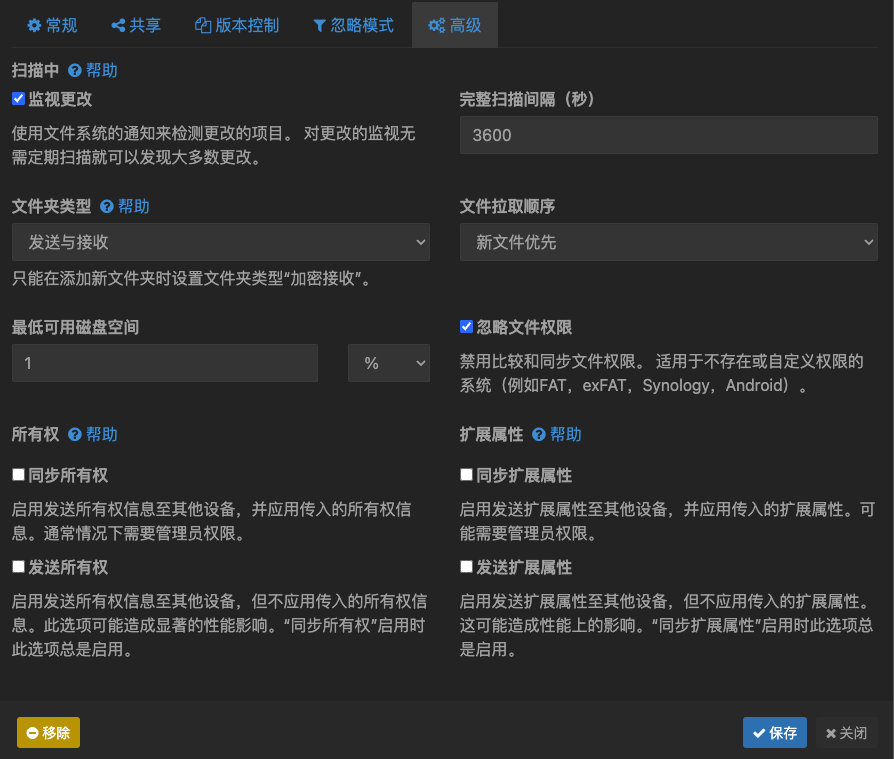 常规 共享 版本控制 忽略模式 高级
扫描中 帮助
监视更改
使用文件系统的通知来检测更改的项目。 对更改的监视无
需定期扫描就可以发现大多数更改。
完整扫描间隔（秒）
3600
文件夹类型 帮助
发送与接收
只能在添加新文件夹时设置文件夹类型“加密接收”。
文件拉取顺序
新文件优先
最低可用磁盘空间
1 %
忽略文件权限
禁用比较和同步文件权限。 适用于不存在或自定义权限的
系统（例如FAT，exFAT，Synology，Android）。
所有权 帮助
同步所有权
启用发送所有权信息至其他设备，并应用传入的所有权信
息。通常情况下需要管理员权限。
发送所有权
启用发送所有权信息至其他设备，但不应用传入的所有权信
息。此选项可能造成显著的性能影响。“同步所有权”启用时
此选项总是启用。
扩展属性 帮助
同步扩展属性
启用发送扩展属性至其他设备，并应用传入的扩展属性。可
能需要管理员权限。
发送扩展属性
启用发送扩展属性至其他设备，但不应用传入的扩展属性。
这可能造成性能上的影响。“同步扩展属性”启用时此选项总
是启用。
移除 保存 关闭